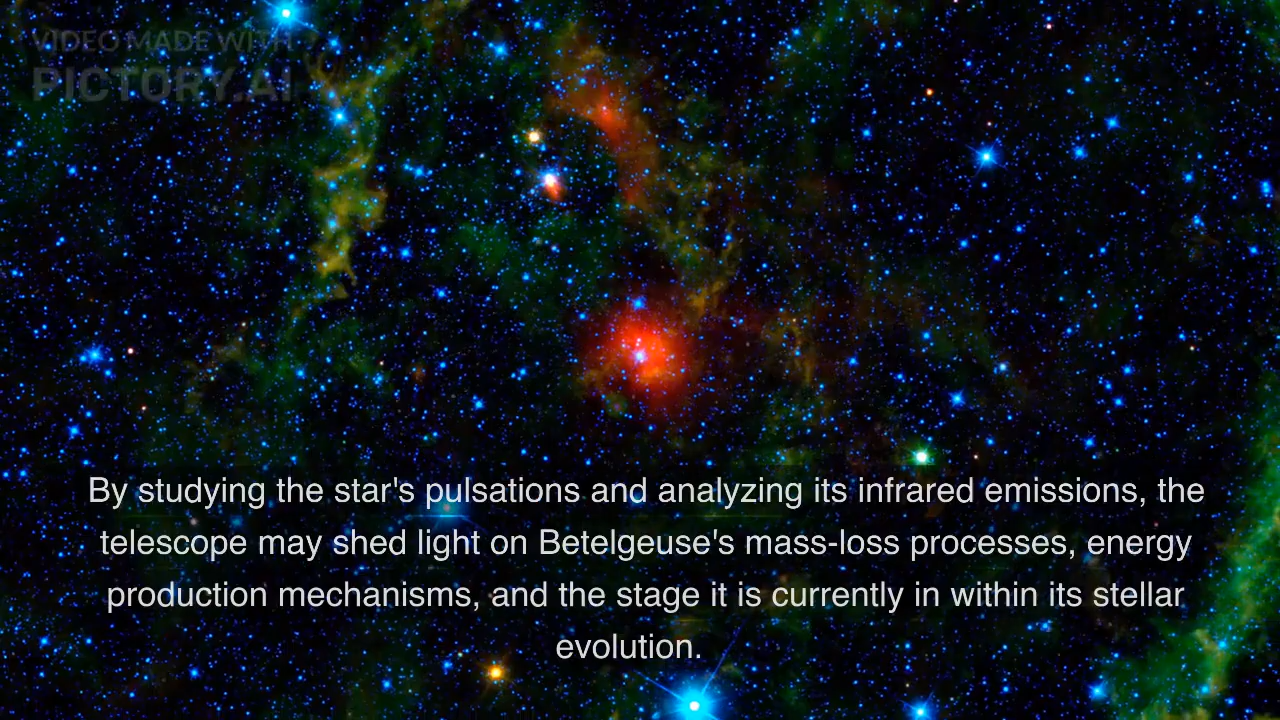 VIDEO MADE WITH
PICTORY.AI
By studying the star's pulsations and analyzing its infrared emissions, the
telescope may shed light on Betelgeuse's mass-loss processes, energy
production mechanisms, and the stage it is currently in within its stellar
evolution.